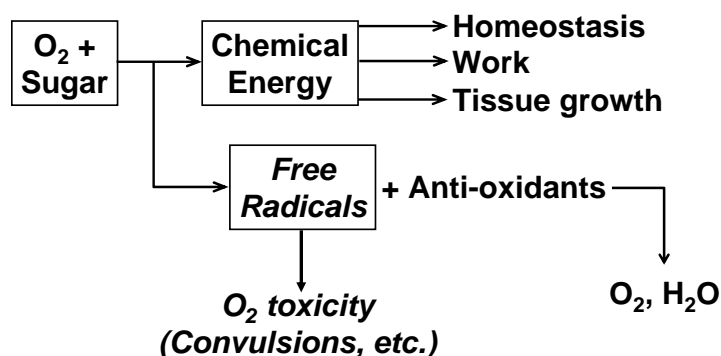 O₂ +
Sugar
Chemical
Energy
Homeostasis
Work
Tissue growth
Free
Radicals
+ Anti-oxidants
O₂ toxicity
(Convulsions, etc.)
O₂, H₂O